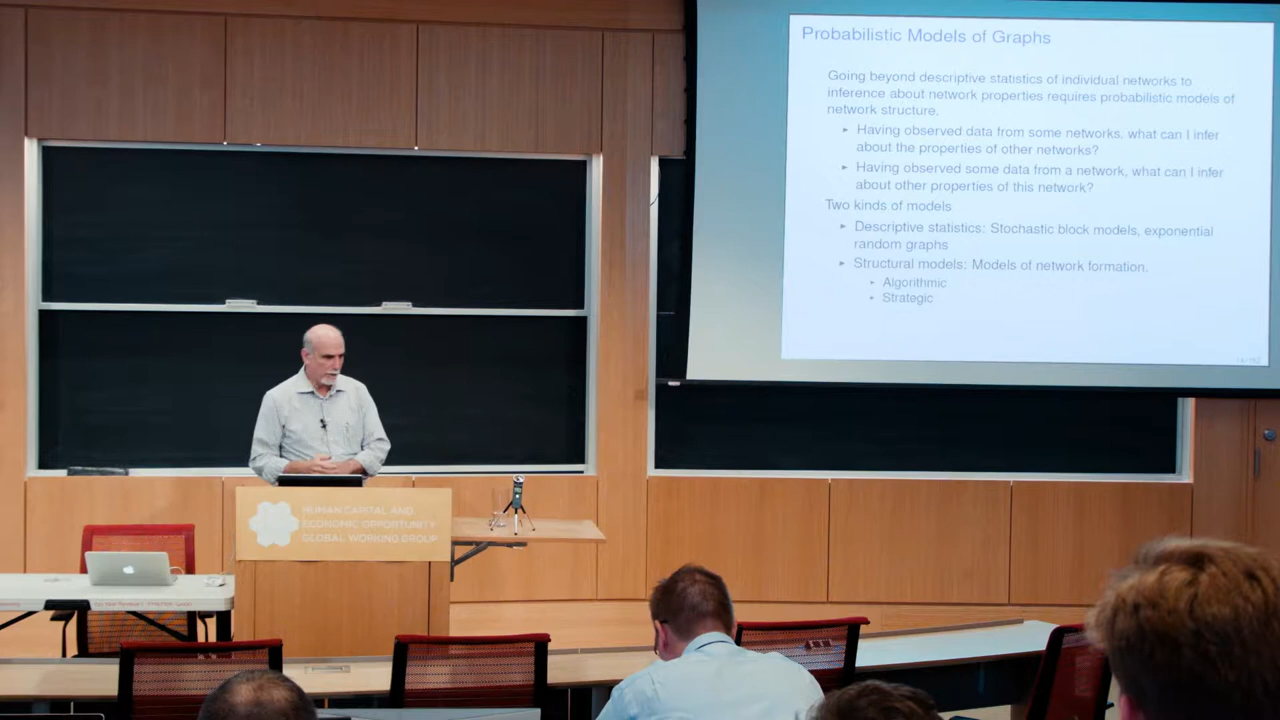 Probabilistic Models of Graphs
Going beyond descriptive statistics of individual networks to
inference about network properties requires probabilistic models of
network structure.
Having observed data from some networks. what can I infer
about the properties of other networks?
Having observed some data from a network, what can I infer
about other properties of this network?
Two kinds of models
Descriptive statistics: Stochastic block models, exponential
random graphs
Structural models: Models of network formation.
Algorithmic
Strategic
HUMAN CAPITAL AND
ECONOMIC OPPORTUNITY
GLOBAL WORKING GROUP